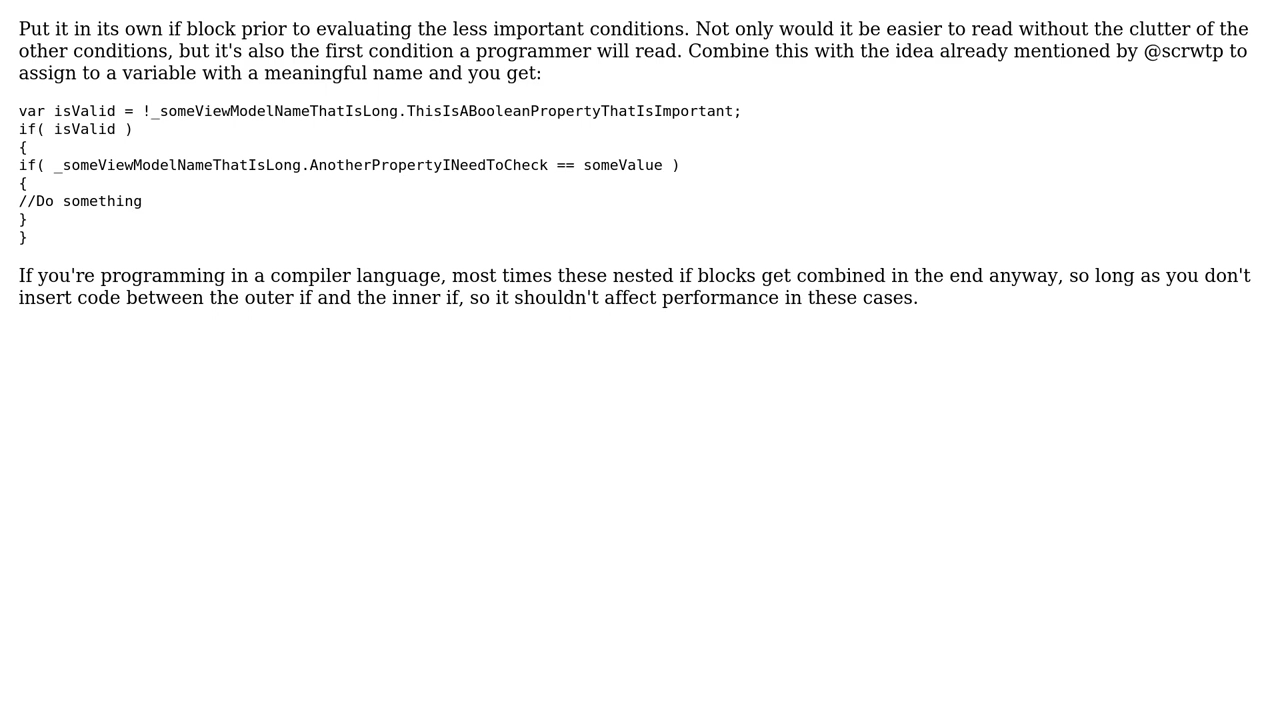 Put it in its own if block prior to evaluating the less important conditions. Not only would it be easier to read without the clutter of the
other conditions, but it's also the first condition a programmer will read. Combine this with the idea already mentioned by @scrwtp to
assign to a variable with a meaningful name and you get:
var isValid = !_someViewModelNameThatIsLong.ThisIsABooleanPropertyThatIsImportant;
if( isValid )
{
if( _someViewModelNameThatIsLong.AnotherPropertyINeedToCheck == someValue )
{
//Do something
}
}
If you're programming in a compiler language, most times these nested if blocks get combined in the end anyway, so long as you don't
insert code between the outer if and the inner if, so it shouldn't affect performance in these cases.